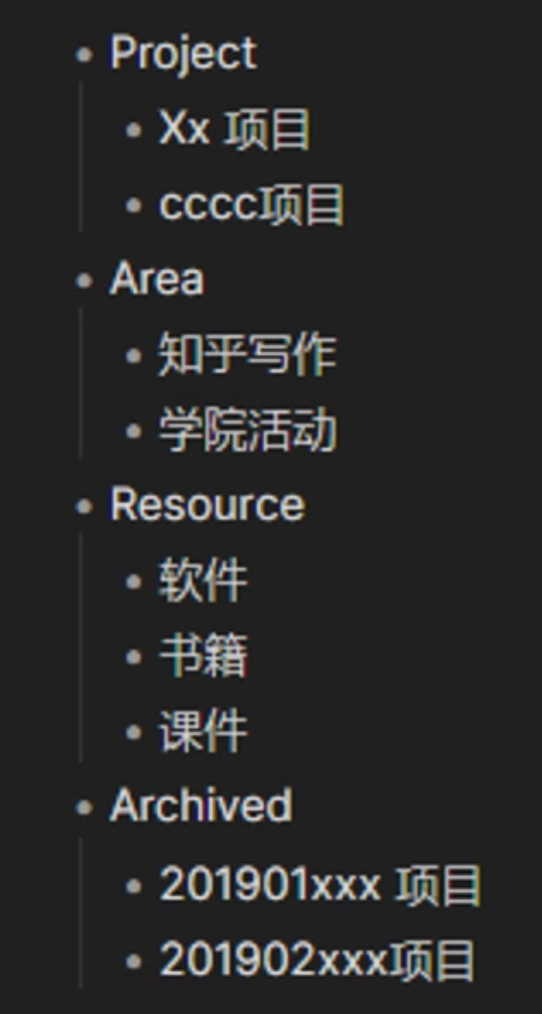 Project
Xx 项目
cccc项目
Area
知乎写作
学院活动
Resource
软件
书籍
课件
Archived
201901xxx 项目
201902xxx项目